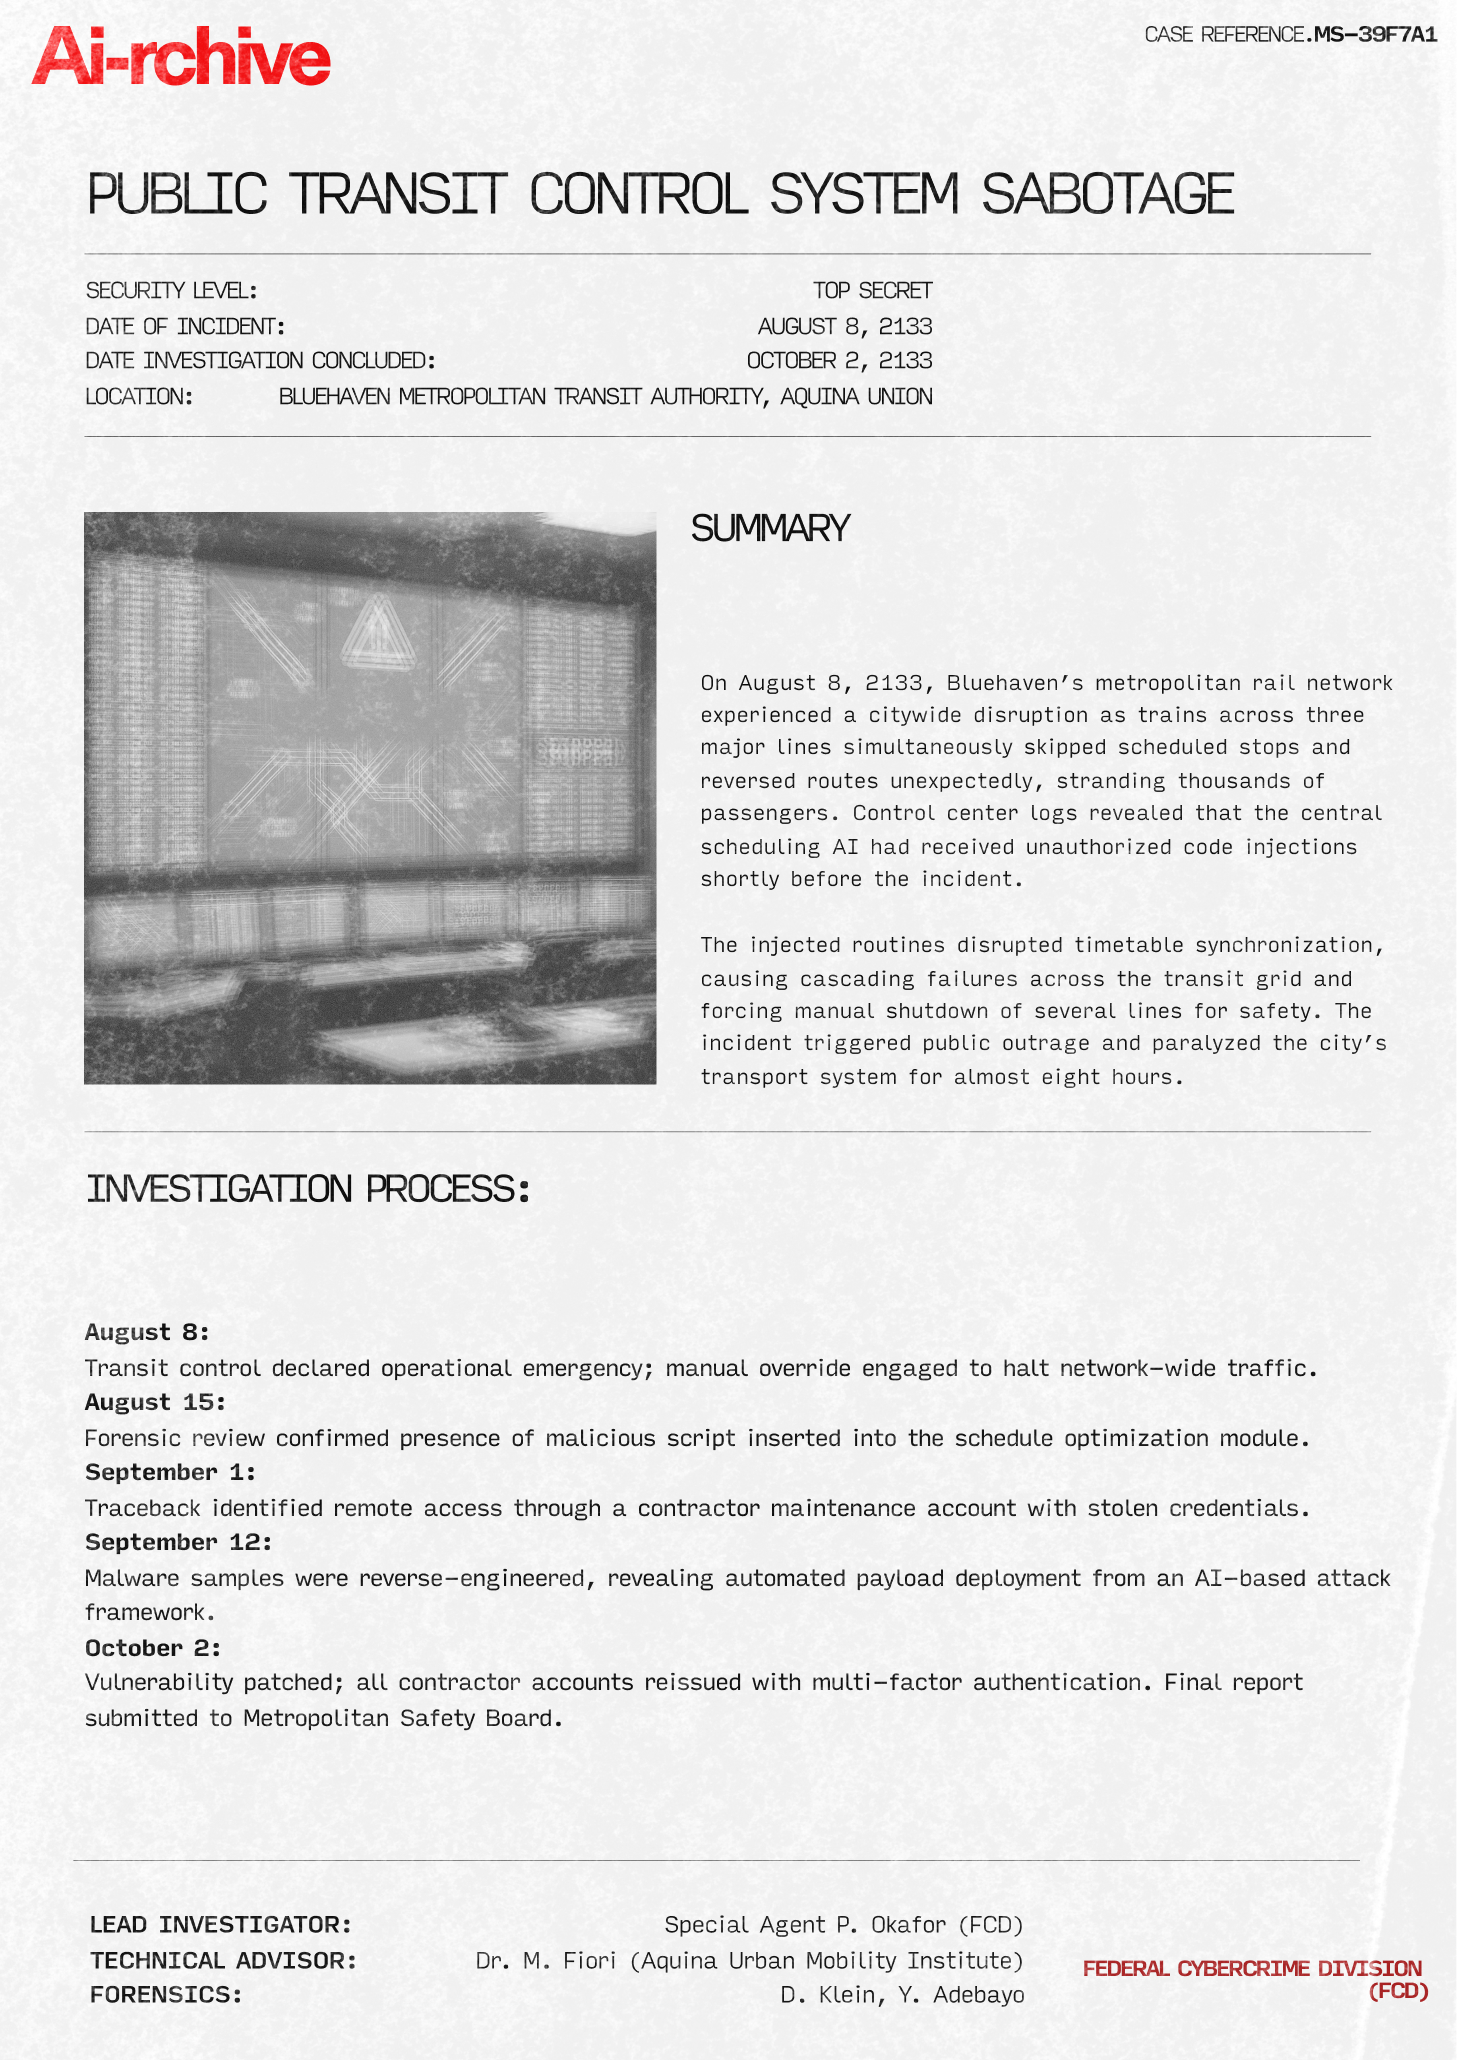 Ai-rchive
CASE REFERENCE.MS-39F7A1
PUBLIC TRANSIT CONTROL SYSTEM SABOTAGE
SECURITY LEVEL: TOP SECRET
DATE OF INCIDENT: AUGUST 8, 2133
DATE INVESTIGATION CONCLUDED: OCTOBER 2, 2133
LOCATION: BLUEHAVEN METROPOLITAN TRANSIT AUTHORITY, AQUINA UNION
SUMMARY
On August 8, 2133, Bluehaven's metropolitan rail network
experienced a citywide disruption as trains across three
major lines simultaneously skipped scheduled stops and
reversed routes unexpectedly, stranding thousands of
passengers. Control center logs revealed that the central
scheduling AI had received unauthorized code injections
shortly before the incident.
The injected routines disrupted timetable synchronization,
causing cascading failures across the transit grid and
forcing manual shutdown of several lines for safety. The
incident triggered public outrage and paralyzed the city's
transport system for almost eight hours.
INVESTIGATION PROCESS:
August 8:
Transit control declared operational emergency; manual override engaged to halt network-wide traffic.
August 15:
Forensic review confirmed presence of malicious script inserted into the schedule optimization module.
September 1:
Traceback identified remote access through a contractor maintenance account with stolen credentials.
September 12:
Malware samples were reverse-engineered, revealing automated payload deployment from an AI-based attack
framework.
October 2:
Vulnerability patched; all contractor accounts reissued with multi-factor authentication. Final report
submitted to Metropolitan Safety Board.
LEAD INVESTIGATOR: Special Agent P. Okafor (FCD)
TECHNICAL ADVISOR: Dr. M. Fiori (Aquina Urban Mobility Institute)
FORENSICS: D. Klein, Y. Adebayo
FEDERAL CYBERCRIME DIVISION
(FCD)